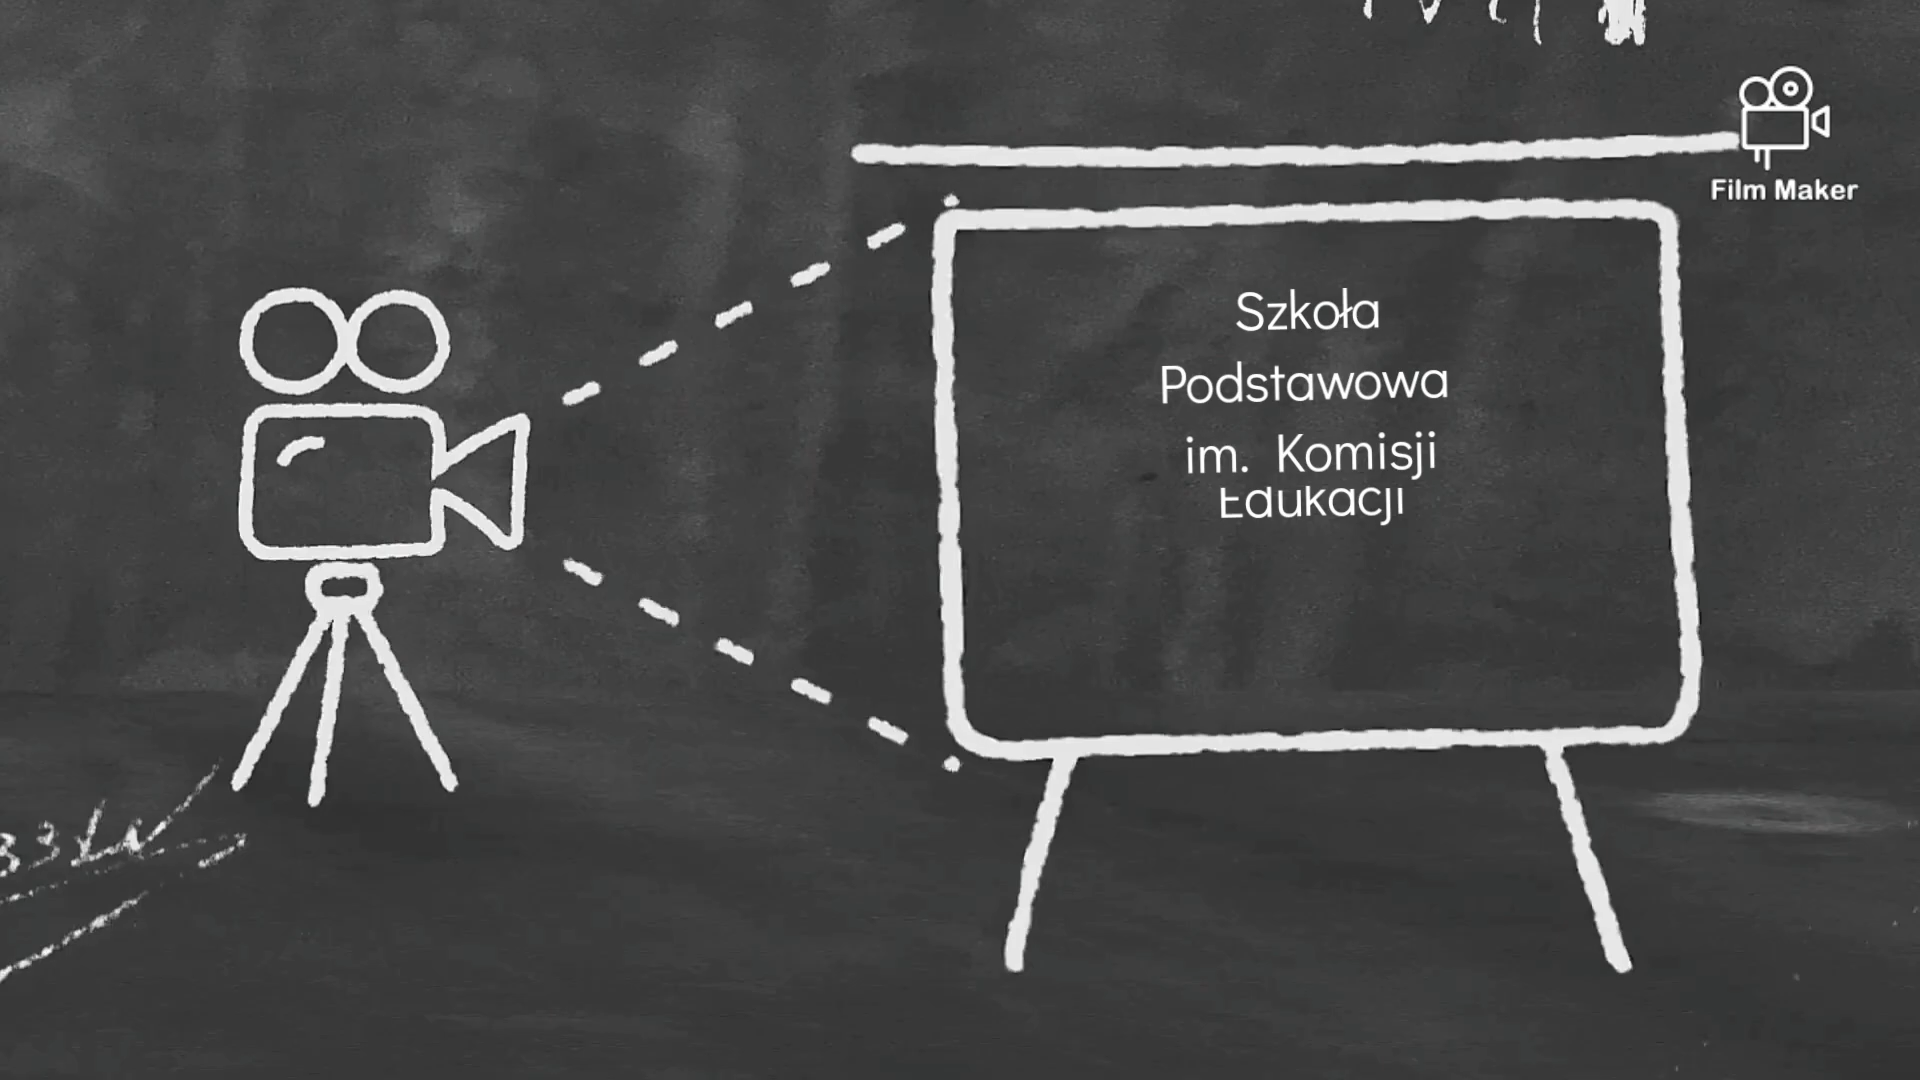 Film Maker
Szkoła
Podstawowa
im. Komisji
Edukacji